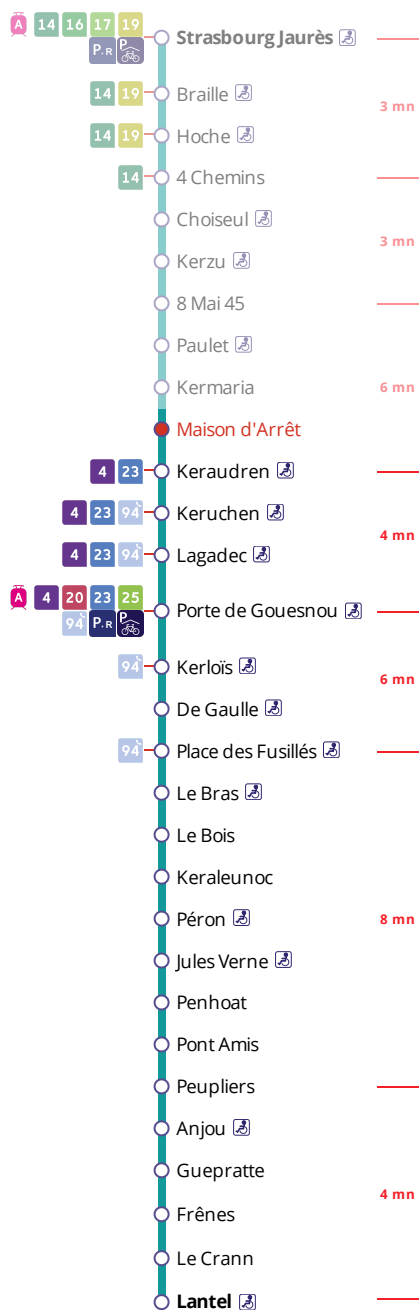 A 14 16 17 19 Strasbourg Jaurès
P+R P
14 19 Braille
3 mn
14 19 Hoche
14 4 Chemins
Choiseul
3 mn
Kerzu
8 Mai 45
Paulet
Kermaria
6 mn
Maison d'Arrêt
4 23 Keraudren
4 23 94 Keruchen
4 mn
4 23 94 Lagadec
A 4 20 23 25 Porte de Gouesnou
94 P+R P
94 Kerloïs
6 mn
De Gaulle
94 Place des Fusillés
Le Bras
Le Bois
Keraleunoc
Péron
8 mn
Jules Verne
Penhoat
Pont Amis
Peupliers
Anjou
Guepratte
4 mn
Frênes
Le Crann
Lantel